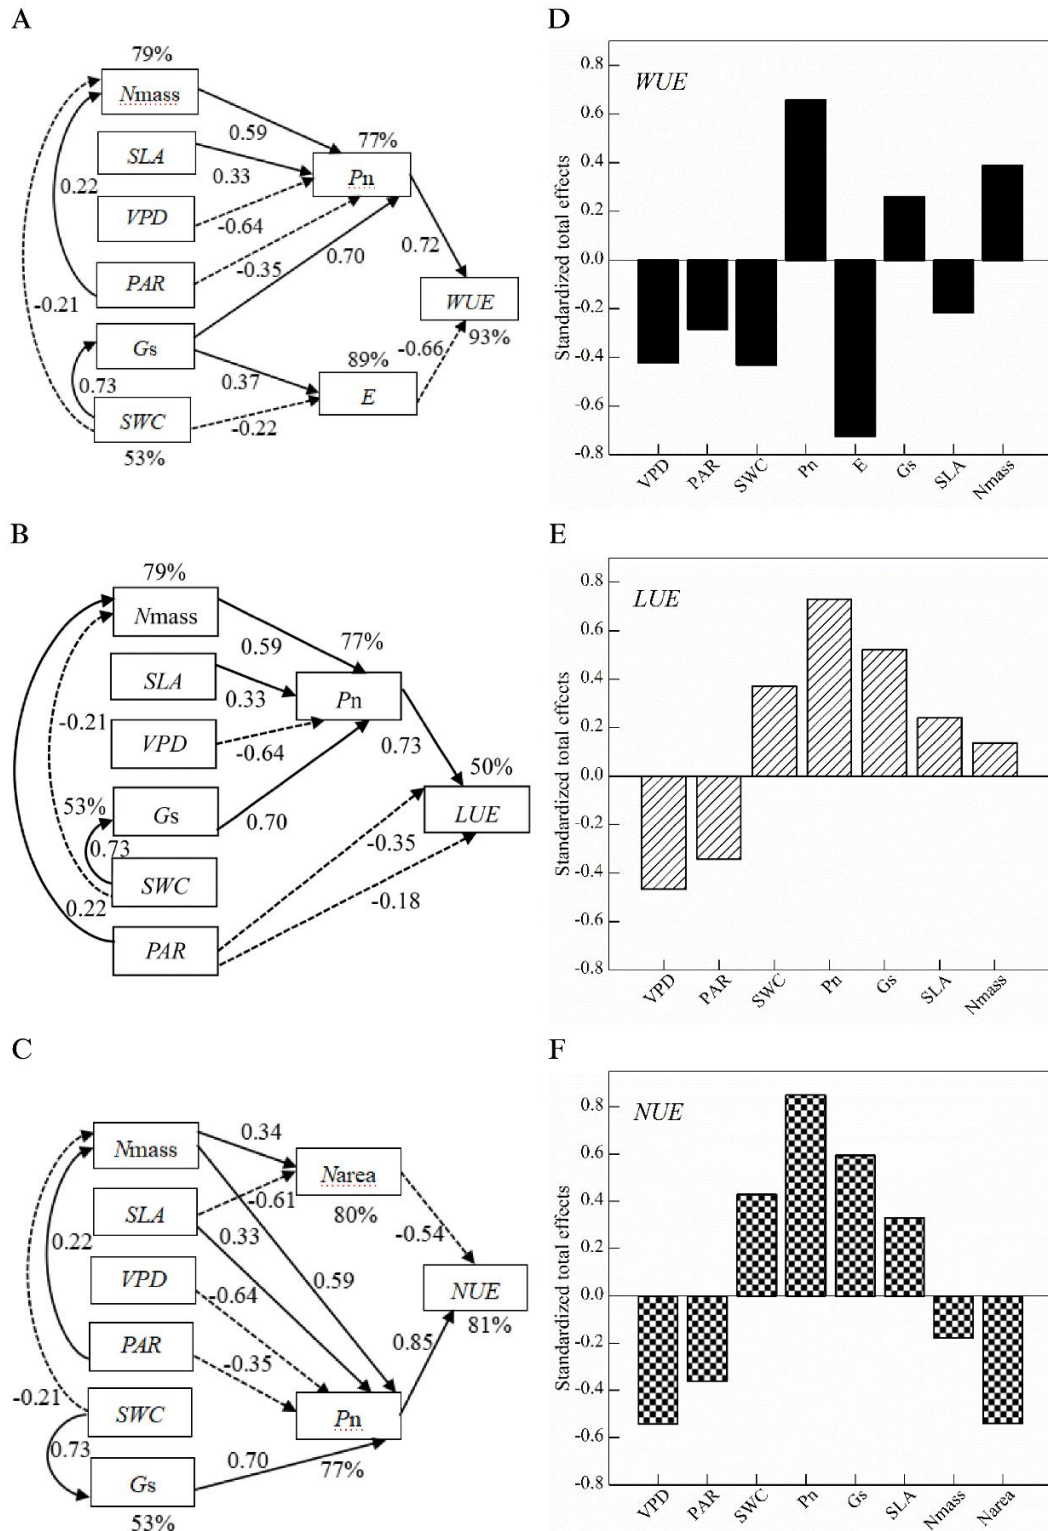 A
79%
Nmass
0.59
77%
SLA
0.33
Pn
0.22
VPD
-0.64
0.72
0.70
PAR
-0.35
WUE
-0.21
93%
Gs
-0.66
89%
0.73
0.37
E
SWC
-0.22
53%
D
WUE
Standardized total effects
0.8
0.6
0.4
0.2
0.0
-0.2
-0.4
-0.6
-0.8
VPD
PAR
SWC
Pn
E
Gs
SLA
Nmass
B
79%
Nmass
77%
0.59
SLA
0.33
Pn
-0.21
VPD
-0.64
0.73
50%
53%
Gs
0.70
LUE
0.73
-0.35
SWC
-0.18
0.22
PAR
E
LUE
Standardized total effects
0.8
0.6
0.4
0.2
0.0
-0.2
-0.4
-0.6
-0.8
VPD
PAR
SWC
Pn
Gs
SLA
Nmass
C
0.34
Nmass
Narea
-0.61
80%
SLA
0.33
-0.54
0.22
VPD
-0.64
0.59
NUE
81%
PAR
-0.35
0.85
-0.21
SWC
Pn
0.73
0.70
77%
Gs
53%
F
NUE
Standardized total effects
0.8
0.6
0.4
0.2
0.0
-0.2
-0.4
-0.6
-0.8
VPD
PAR
SWC
Pn
Gs
SLA
Nmass
Narea